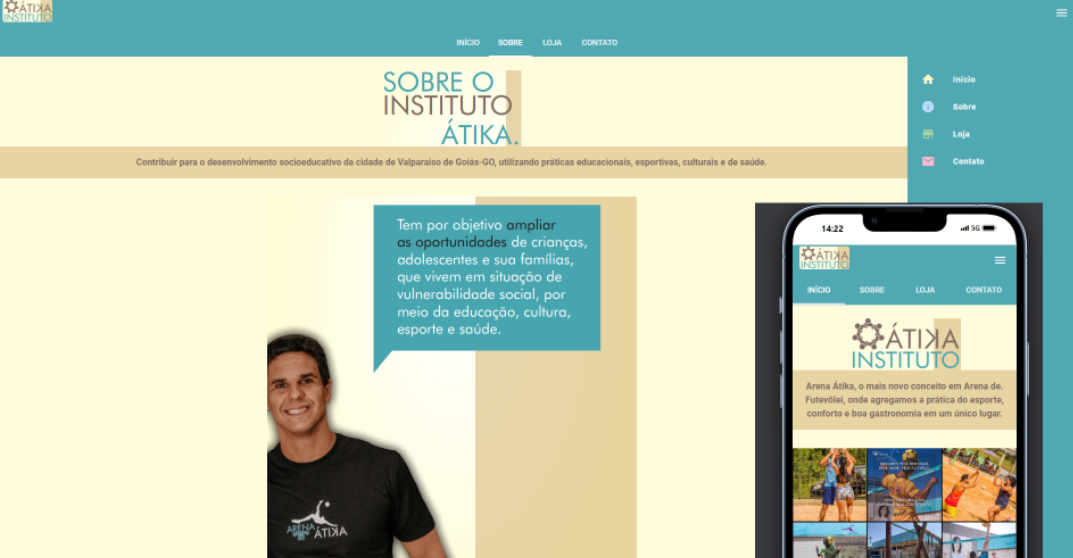 ÁTIKA
INSTITUTO
INÍCIO SOBRE LOJA CONTATO
SOBRE O
INSTITUTO
ÁTIKA.
Contribuir para o desenvolvimento socioeducativo da cidade de Valparaiso de Goiás-GO, utilizando práticas educacionais, esportivas, culturais e de saúde.
Início
Sobre
Loja
Contato
Tem por objetivo ampliar
as oportunidades de crianças,
adolescentes e sua famílias,
que vivem em situação de
vulnerabilidade social, por
meio da educação, cultura,
esporte e saúde.
ARENA
ÁTIKA
14:22
5G
ÁTIKA
INSTITUTO
INÍCIO SOBRE LOJA CONTATO
ÁTIKA
INSTITUTO
Arena Átika, o mais novo conceito em Arena de.
Futevôlei, onde agregamos a prática do esporte,
conforto e boa gastronomia em um único lugar.